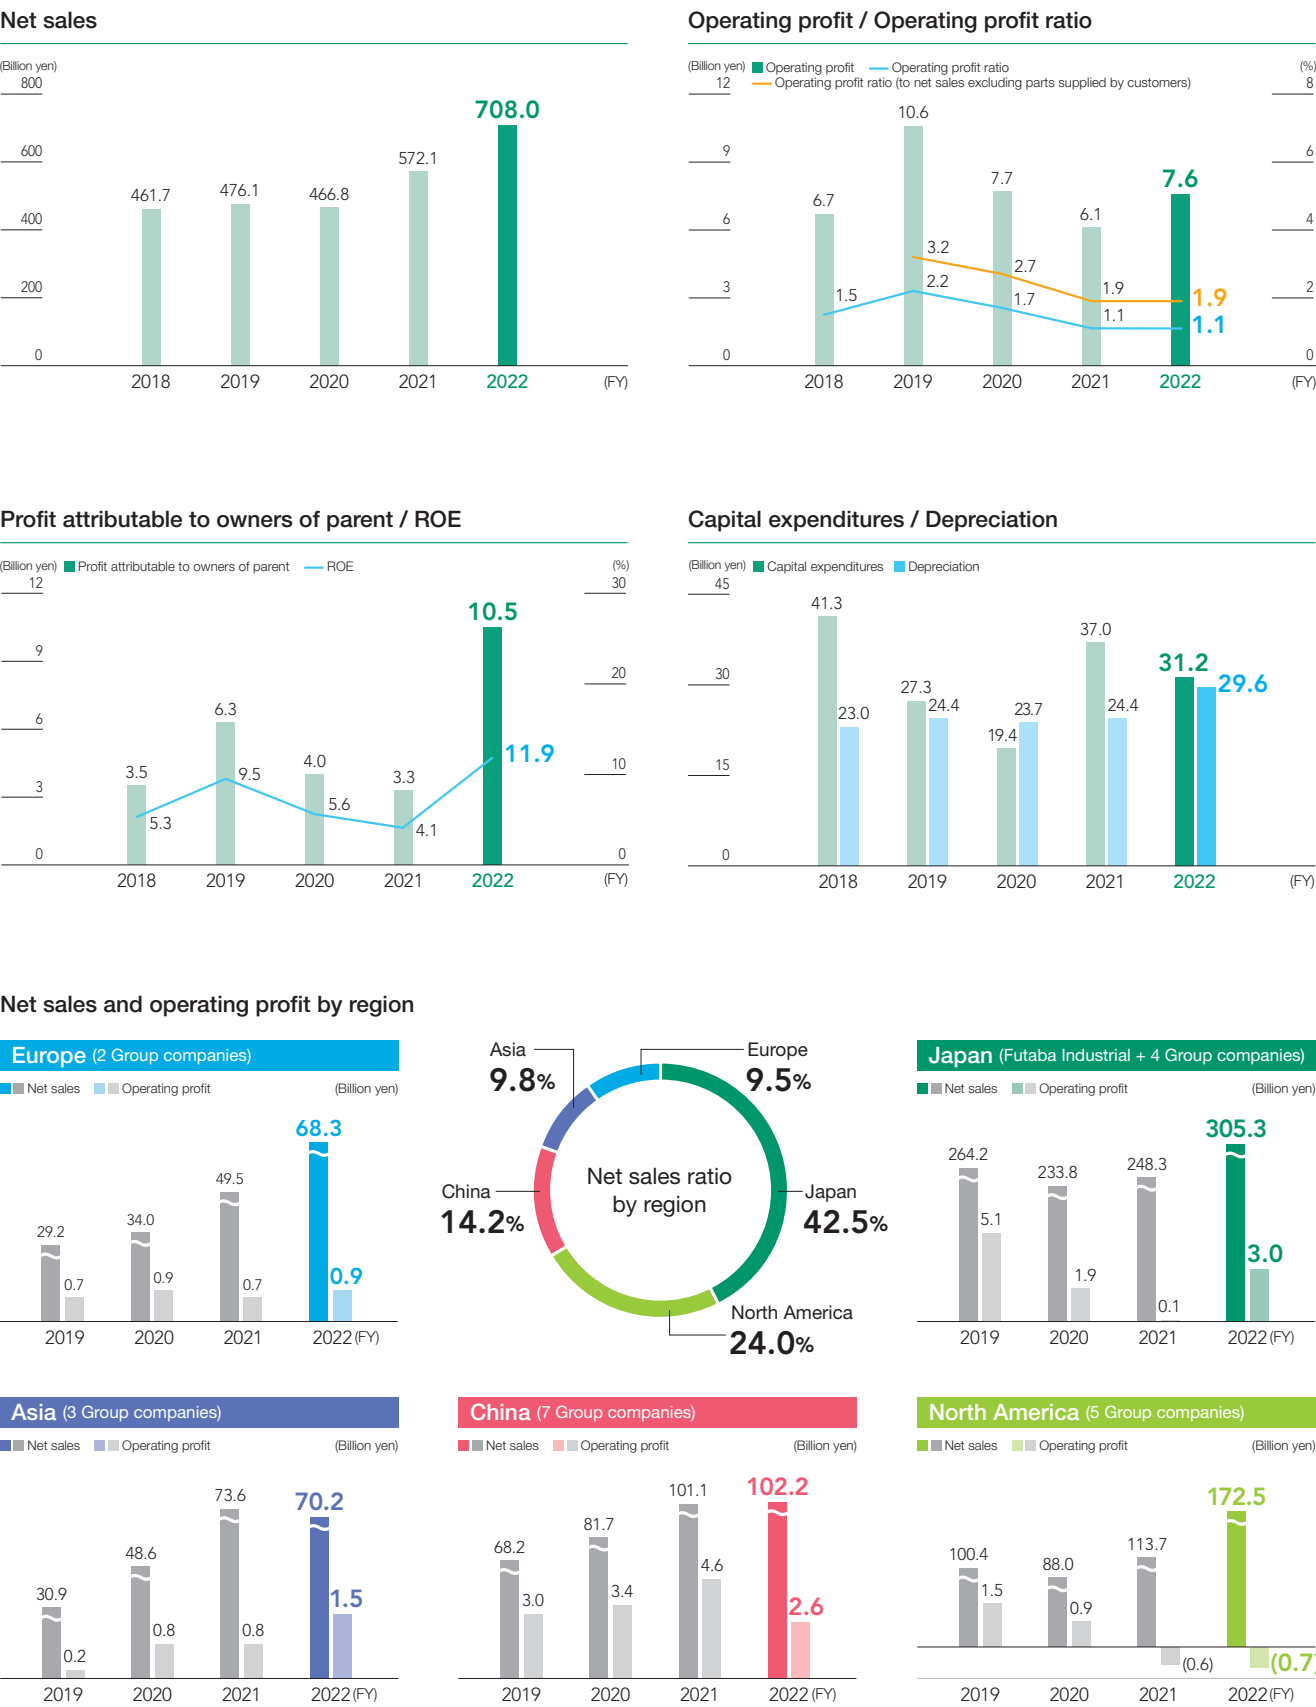 Net sales
(Billion yen)
800
600
400
200
0
461.7
476.1
466.8
572.1
708.0
2018
2019
2020
2021
2022
(FY)
Operating profit / Operating profit ratio
(Billion yen)
Operating profit
Operating profit ratio
(%)
Operating profit ratio (to net sales excluding parts supplied by customers)
12
9
6
3
0
8
6
4
2
0
6.7
10.6
7.7
6.1
7.6
3.2
2.7
1.9
1.9
1.5
2.2
1.7
1.1
1.1
2018
2019
2020
2021
2022
(FY)
Profit attributable to owners of parent / ROE
(Billion yen)
Profit attributable to owners of parent
ROE
(%)
12
9
6
3
0
30
20
10
0
3.5
6.3
4.0
3.3
10.5
5.3
9.5
5.6
4.1
11.9
2018
2019
2020
2021
2022
(FY)
Capital expenditures / Depreciation
(Billion yen)
Capital expenditures
Depreciation
45
30
15
0
41.3
23.0
27.3
24.4
19.4
23.7
37.0
24.4
31.2
29.6
2018
2019
2020
2021
2022
(FY)
Net sales and operating profit by region
Europe (2 Group companies)
Net sales
Operating profit
(Billion yen)
29.2
0.7
34.0
0.9
49.5
0.7
68.3
0.9
2019
2020
2021
2022 (FY)
Asia
9.8%
Europe
9.5%
China
14.2%
Net sales ratio
by region
Japan
42.5%
North America
24.0%
Japan (Futaba Industrial + 4 Group companies)
Net sales
Operating profit
(Billion yen)
264.2
5.1
233.8
1.9
248.3
0.1
305.3
3.0
2019
2020
2021
2022 (FY)
Asia (3 Group companies)
Net sales
Operating profit
(Billion yen)
30.9
0.2
48.6
0.8
73.6
0.8
70.2
1.5
2019
2020
2021
2022 (FY)
China (7 Group companies)
Net sales
Operating profit
(Billion yen)
68.2
3.0
81.7
3.4
101.1
4.6
102.2
2.6
2019
2020
2021
2022 (FY)
North America (5 Group companies)
Net sales
Operating profit
(Billion yen)
100.4
1.5
88.0
0.9
113.7
(0.6)
172.5
(0.7)
2019
2020
2021
2022 (FY)